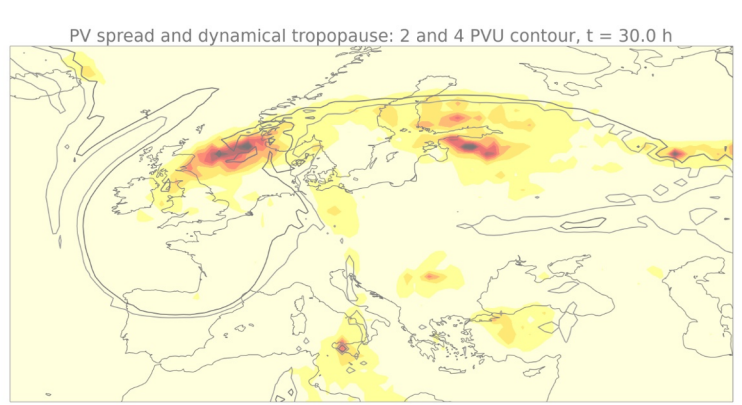 PV spread and dynamical tropopause: 2 and 4 PVU contour, t = 30.0 h